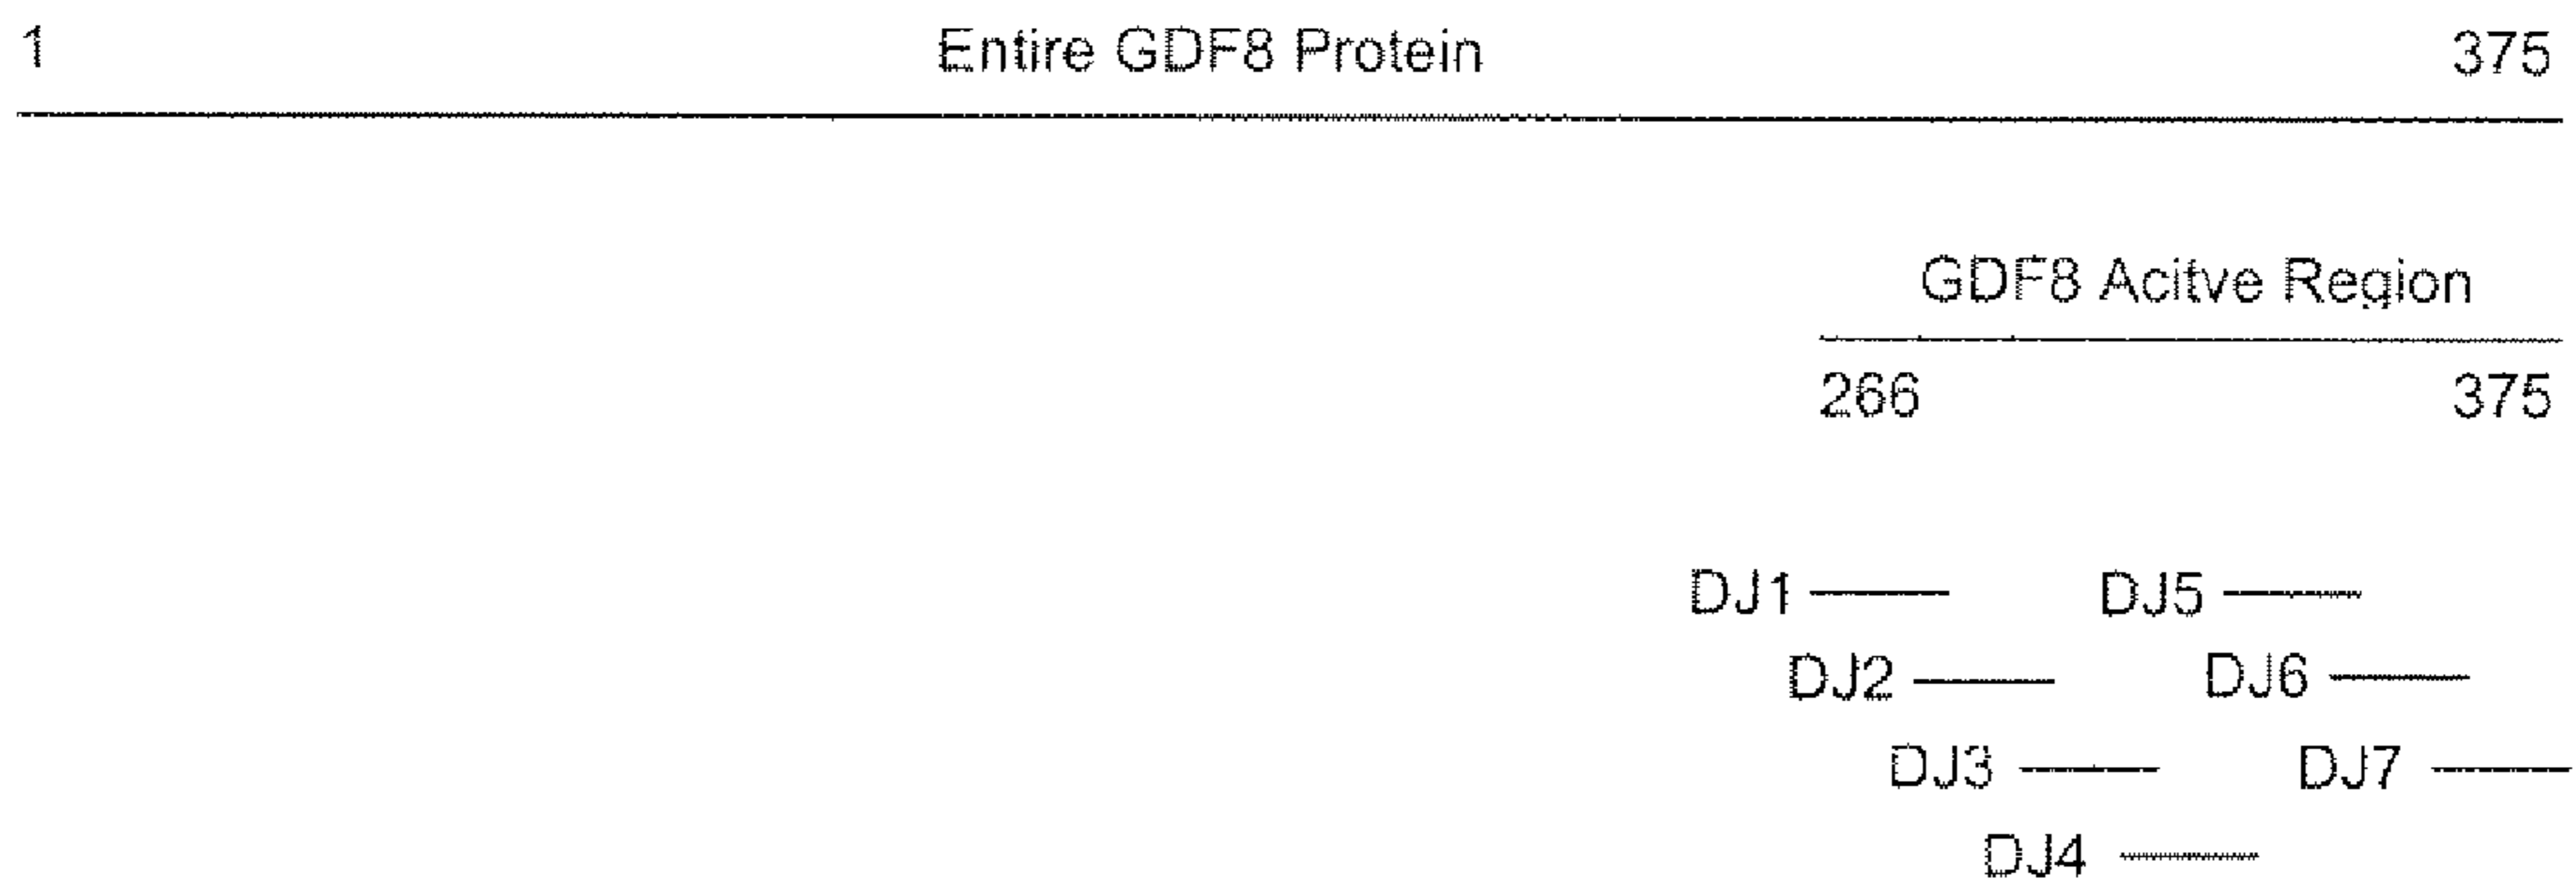 1 Entire GDF8 Protein 375
GDF8 Acitve Region
266 375
DJ1 DJ5
DJ2 DJ6
DJ3 DJ7
DJ4